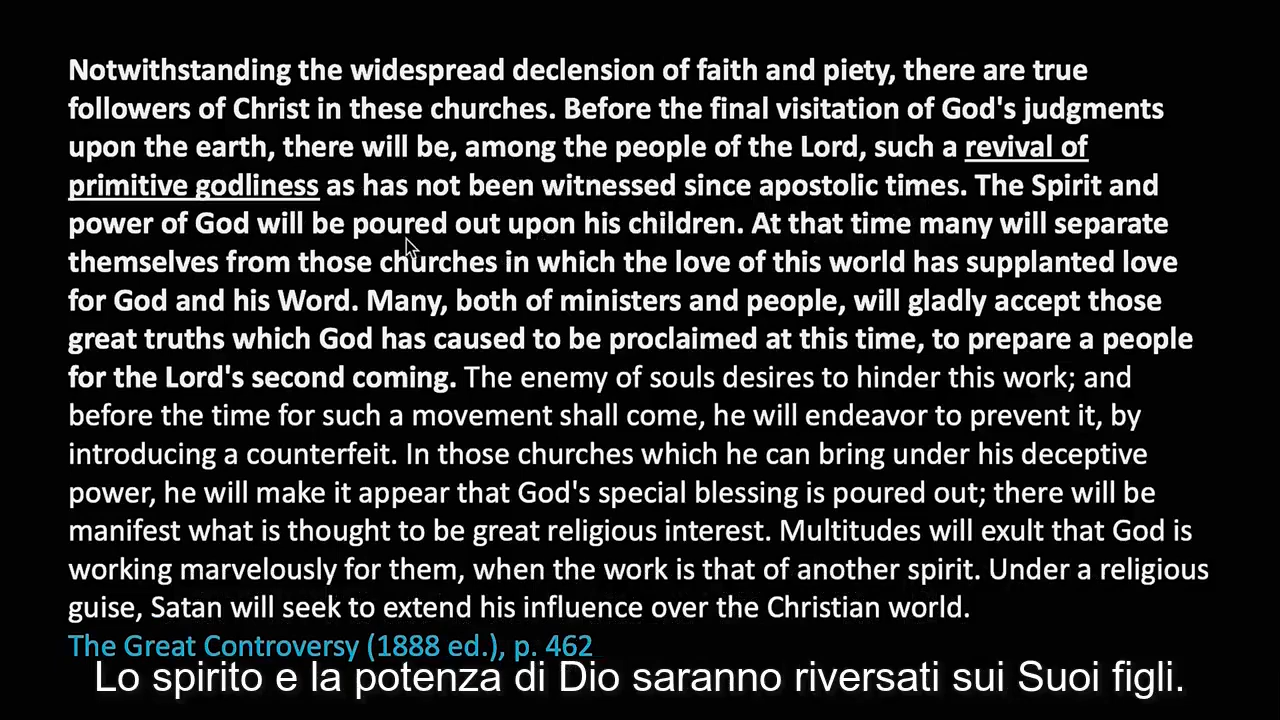 Notwithstanding the widespread declension of faith and piety, there are true
followers of Christ in these churches. Before the final visitation of God's judgments
upon the earth, there will be, among the people of the Lord, such a revival of
primitive godliness as has not been witnessed since apostolic times. The Spirit and
power of God will be poured out upon his children. At that time many will separate
themselves from those churches in which the love of this world has supplanted love
for God and his Word. Many, both of ministers and people, will gladly accept those
great truths which God has caused to be proclaimed at this time, to prepare a people
for the Lord's second coming. The enemy of souls desires to hinder this work; and
before the time for such a movement shall come, he will endeavor to prevent it, by
introducing a counterfeit. In those churches which he can bring under his deceptive
power, he will make it appear that God's special blessing is poured out; there will be
manifest what is thought to be great religious interest. Multitudes will exult that God is
working marvelously for them, when the work is that of another spirit. Under a religious
guise, Satan will seek to extend his influence over the Christian world.
The Great Controversy (1888 ed.), p. 462
Lo spirito e la potenza di Dio saranno riversati sui Suoi figli.